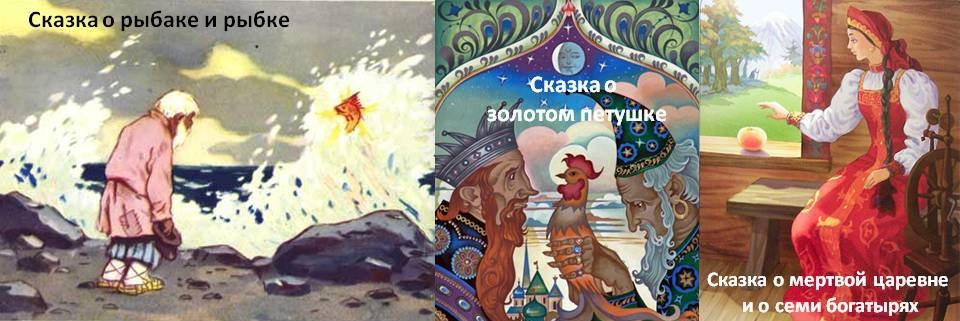 Сказка о рыбаке и рыбке
Сказка о
золотом петушке
Сказка о мертвой царевне
и о семи богатырях